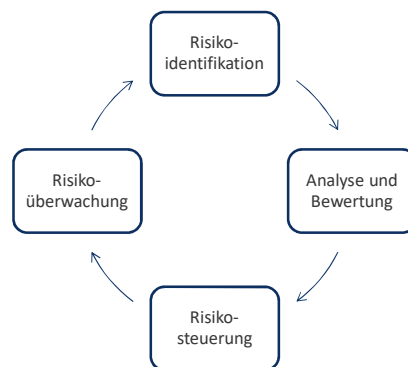 Risiko-
identifikation
Analyse und
Bewertung
Risiko-
steuerung
Risiko-
überwachung